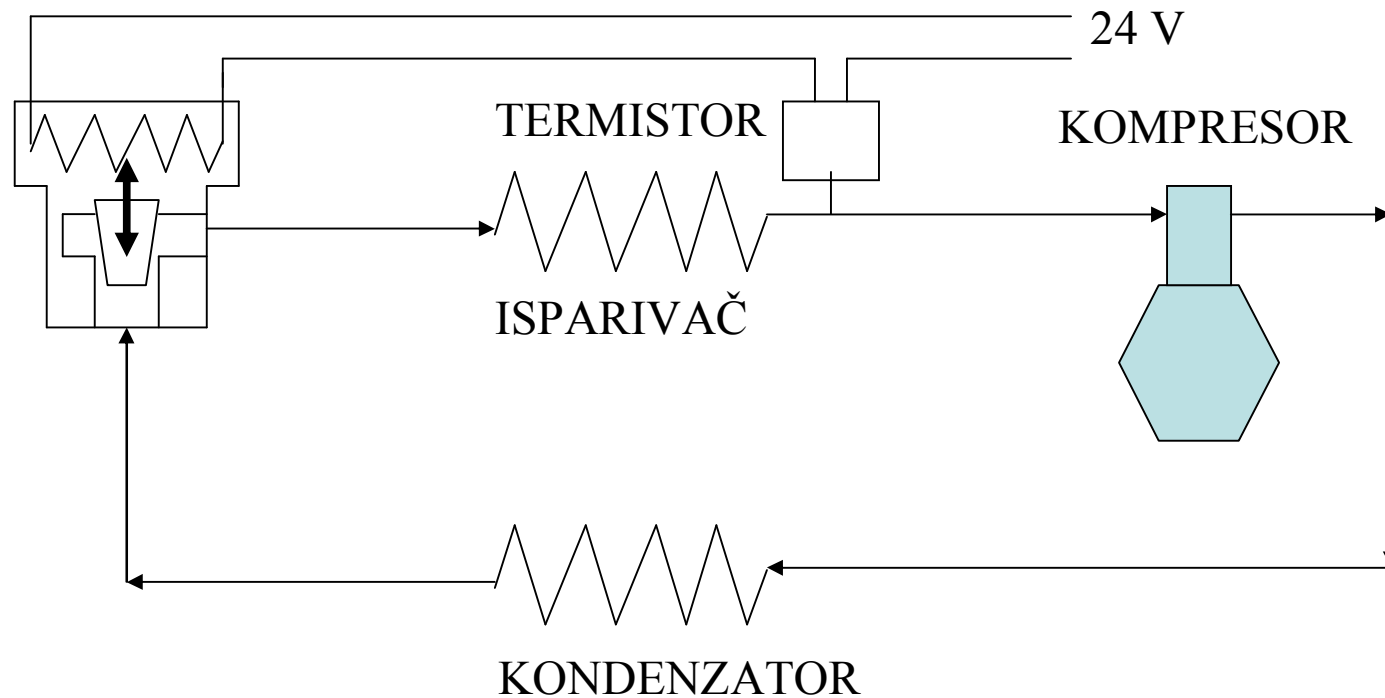 24 V
TERMISTOR
KOMPRESOR
ISPARIVAČ
KONDENZATOR